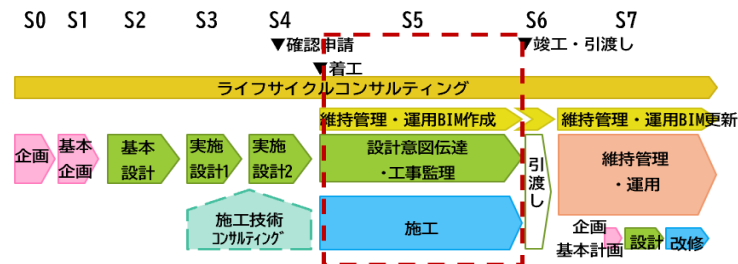 S0 S1 S2 S3 S4 S5 S6 S7
▼確認申請
▼竣工・引渡し
▼着工
ライフサイクルコンサルティング
維持管理・運用BIM作成
維持管理・運用BIM更新
企画
基本
企画
基本
設計
実施
設計1
実施
設計2
設計意図伝達
・工事監理
引渡し
維持管理
・運用
施工技術
ｺﾝｻﾙﾃｨﾝｸﾞ
施工
企画
基本計画
設計
改修